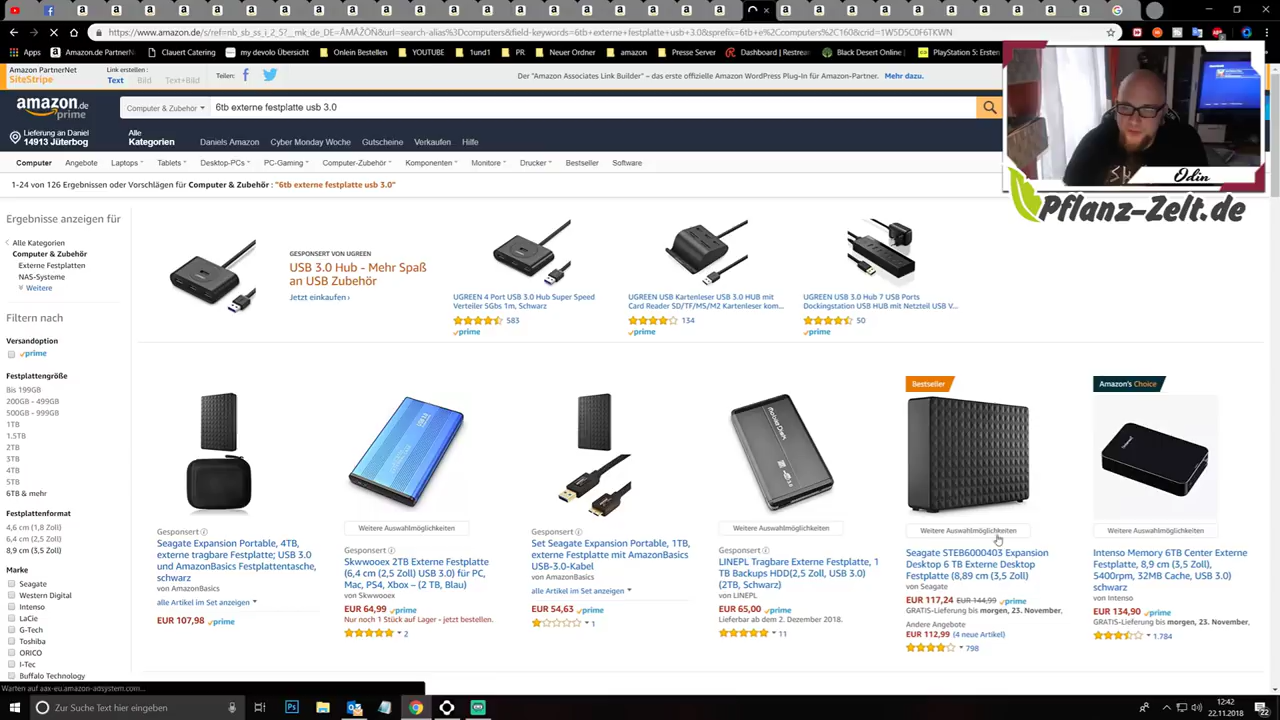 https://www.amazon.de/s/ref=nb_sb_ss_i_2_5?__mk_de_DE=ÅMÅŽÕÑ&url=search-alias%3Dcomputers&field-keywords=6tb+externe+festplatte+usb+3.0&sprefix=6tb+e%2Ccomputers%2C160&crid=1W5D5C0F6TKWN
Apps
Amazon.de PartnerNet
Clauert Catering
my devolo Übersicht
Onlein Bestellen
YOUTUBE
1und1
PR
Neuer Ordner
amazon
Presse Server
Dashboard | Restrea
Black Desert Online
PlayStation 5: Ersten
Amazon PartnerNet
SiteStripe
Link erstellen:
Text
Bild
Text+Bild
Teilen:
Der "Amazon Associates Link Builder" – das erste offizielle Amazon WordPress Plug-In für Amazon-Partner. Mehr dazu.
amazon.de
prime
Computer & Zubehör
6tb externe festplatte usb 3.0
Lieferung an Daniel
14913 Jüterbog
Alle
Kategorien
Daniels Amazon
Cyber Monday Woche
Gutscheine
Verkaufen
Hilfe
Computer
Angebote
Laptops
Tablets
Desktop-PCs
PC-Gaming
Computer-Zubehör
Komponenten
Monitore
Drucker
Bestseller
Software
Odin
Pflanz-Zelt.de
1-24 von 126 Ergebnissen oder Vorschlägen für Computer & Zubehör : "6tb externe festplatte usb 3.0"
Ergebnisse anzeigen für
Alle Kategorien
Computer & Zubehör
Externe Festplatten
NAS-Systeme
Weitere
Filtern nach
Versandoption
prime
Festplattengröße
Bis 199GB
200GB - 499GB
500GB - 999GB
1TB
1.5TB
2TB
3TB
4TB
5TB
6TB & mehr
Festplattenformat
4,6 cm (1,8 Zoll)
6,4 cm (2,5 Zoll)
8,9 cm (3,5 Zoll)
Marke
Seagate
Western Digital
Intenso
LaCie
G-Tech
Toshiba
ORICO
I-Tec
Buffalo Technology
GESPONSERT VON UGREEN
USB 3.0 Hub - Mehr Spaß
an USB Zubehör
Jetzt einkaufen ›
UGREEN 4 Port USB 3.0 Hub Super Speed
Verteiler 5Gbs 1m, Schwarz
583
prime
UGREEN USB Kartenleser USB 3.0 HUB mit
Card Reader SD/TF/MS/M2 Kartenleser kom...
134
prime
UGREEN USB 3.0 Hub 7 USB Ports
Dockingstation USB HUB mit Netzteil USB V...
50
prime
Gesponsert
Seagate Expansion Portable, 4TB,
externe tragbare Festplatte; USB 3.0
und AmazonBasics Festplattentasche,
schwarz
von AmazonBasics
alle Artikel im Set anzeigen
EUR 107,98 prime
Weitere Auswahlmöglichkeiten
Gesponsert
Skwwooex 2TB Externe Festplatte
(6,4 cm (2,5 Zoll) USB 3.0) für PC,
Mac, PS4, Xbox – (2 TB, Blau)
von Skwwooex
EUR 64,99 prime
Nur noch 1 Stück auf Lager - jetzt bestellen.
2
Gesponsert
Set Seagate Expansion Portable, 1TB,
externe Festplatte mit AmazonBasics
USB-3.0-Kabel
von AmazonBasics
alle Artikel im Set anzeigen
EUR 54,63 prime
1
Weitere Auswahlmöglichkeiten
Gesponsert
LINEPL Tragbare Externe Festplatte, 1
TB Backups HDD(2,5 Zoll, USB 3.0)
(2TB, Schwarz)
von LINEPL
EUR 65,00 prime
Lieferbar ab dem 2. Dezember 2018.
11
Bestseller
Weitere Auswahlmöglichkeiten
Seagate STEB6000403 Expansion
Desktop 6 TB Externe Desktop
Festplatte (8,89 cm (3,5 Zoll)
von Seagate
EUR 117,24 EUR 144,99 prime
GRATIS-Lieferung bis morgen, 23. November,
Andere Angebote
EUR 112,99 (4 neue Artikel)
798
Amazon's Choice
Weitere Auswahlmöglichkeiten
Intenso Memory 6TB Center Externe
Festplatte, 8,9 cm (3,5 Zoll),
5400rpm, 32MB Cache, USB 3.0)
schwarz
von Intenso
EUR 134,90 prime
GRATIS-Lieferung bis morgen, 23. November,
1.784
Warten auf aax-eu.amazon-adsystem.com...
Zur Suche Text hier eingeben
12:42
22.11.2018
22